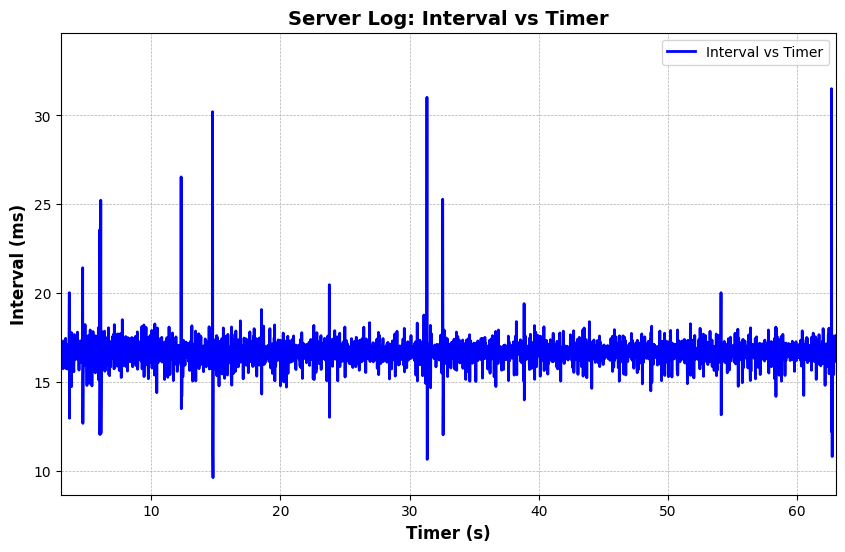 Server Log: Interval vs Timer
Interval vs Timer
30
25
20
15
10
Interval (ms)
10 20 30 40 50 60
Timer (s)